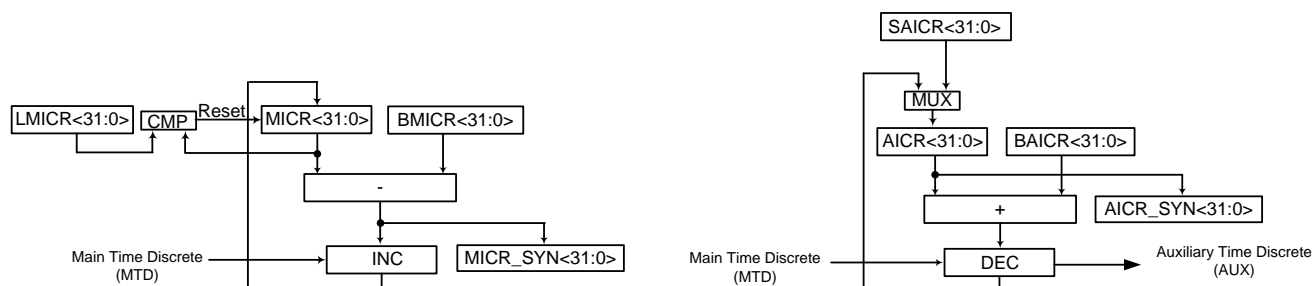 SAICR<31:0>
MUX
LMICR<31:0>
CMP
Reset
MICR<31:0>
BMICR<31:0>
AICR<31:0>
BAICR<31:0>
-
+
AICR_SYN<31:0>
Main Time Discrete
(MTD)
INC
MICR_SYN<31:0>
Main Time Discrete
(MTD)
DEC
Auxiliary Time Discrete
(AUX)